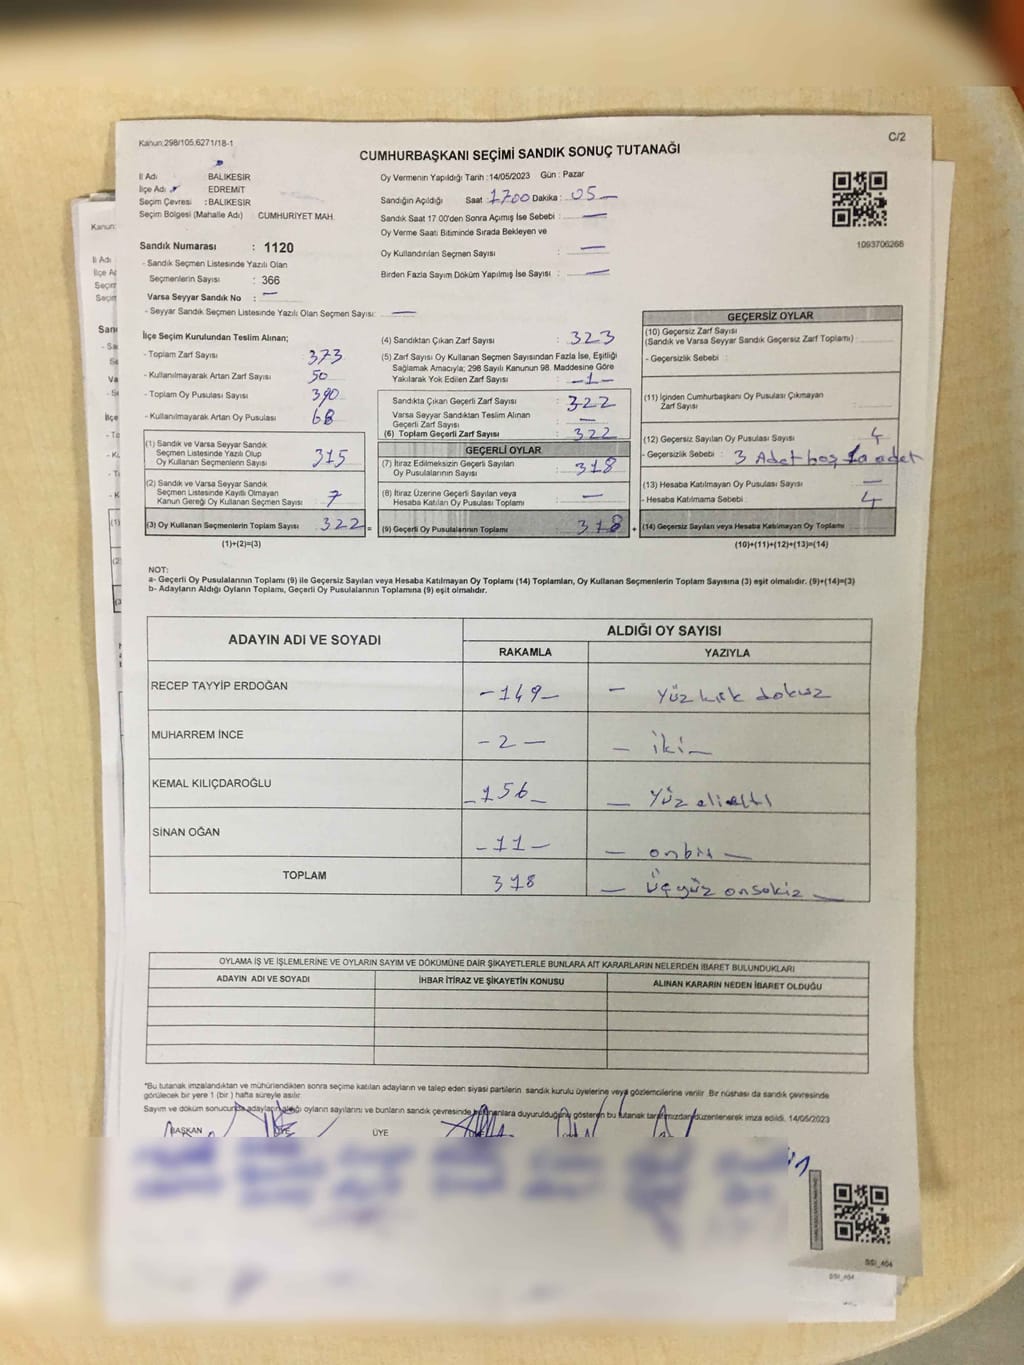 Kanun:298/105,6271/18-1
C/2
CUMHURBAŞKANI SEÇİMİ SANDIK SONUÇ TUTANAĞI
İl Adı BALIKESİR
İlçe Adı EDREMİT
Seçim Çevresi :BALIKESİR
Seçim Bölgesi (Mahalle Adı) : CUMHURİYET MAH.
Sandık Numarası : 1120
- Sandık Seçmen Listesinde Yazılı Olan
Seçmenlerin Sayısı : 366
Varsa Seyyar Sandık No : —
- Seyyar Sandık Seçmen Listesinde Yazılı Olan Seçmen Sayısı: —
Oy Vermenin Yapıldığı Tarih :14/05/2023 Gün : Pazar
Sandığın Açıldığı Saat : 1700 Dakika : 05 —
Sandık Saat 17.00'den Sonra Açımış İse Sebebi : —
Oy Verme Saati Bitiminde Sırada Bekleyen ve
Oy Kullandırılan Seçmen Sayısı : —
Birden Fazla Sayım Döküm Yapılmış İse Sayısı : —
1093706268
İlçe Seçim Kurulundan Teslim Alınan;
- Toplam Zarf Sayısı : 373
- Kullanılmayarak Artan Zarf Sayısı : 50
- Toplam Oy Pusulası Sayısı : 390
- Kullanılmayarak Artan Oy Pusulası : 68
(1) Sandık ve Varsa Seyyar Sandık
Seçmen Listesinde Yazılı Olup
Oy Kullanan Seçmenlerin Sayısı : 315
(2) Sandık ve Varsa Seyyar Sandık
Seçmen Listesinde Kayıtlı Olmayan
Kanun Gereği Oy Kullanan Seçmen Sayısı : 7
(3) Oy Kullanan Seçmenlerin Toplam Sayısı : 322 =
(1)+(2)=(3)
(4) Sandıktan Çıkan Zarf Sayısı : 323
(5) Zarf Sayısı Oy Kullanan Seçmen Sayısından Fazla İse, Eşitliği
Sağlamak Amacıyla; 298 Sayılı Kanunun 98. Maddesine Göre
Yakılarak Yok Edilen Zarf Sayısı : -1-
Sandıkta Çıkan Geçerli Zarf Sayısı : 322
Varsa Seyyar Sandıktan Teslim Alınan
Geçerli Zarf Sayısı : —
(6) Toplam Geçerli Zarf Sayısı : 322
GEÇERLİ OYLAR
(7) İtiraz Edilmeksizin Geçerli Sayılan
Oy Pusulalarının Sayısı : 318
(8) İtiraz Üzerine Geçerli Sayılan veya
Hesaba Katılan Oy Pusulası Toplamı : —
(9) Geçerli Oy Pusulalarının Toplamı : 318 +
GEÇERSİZ OYLAR
(10) Geçersiz Zarf Sayısı
(Sandık ve Varsa Seyyar Sandık Geçersiz Zarf Toplamı) :
- Geçersizlik Sebebi :
(11) İçinden Cumhurbaşkanı Oy Pusulası Çıkmayan
Zarf Sayısı :
(12) Geçersiz Sayılan Oy Pusulası Sayısı : 4
- Geçersizlik Sebebi : 3 Adet boş adet
(13) Hesaba Katılmayan Oy Pusulası Sayısı : —
- Hesaba Katılmama Sebebi : 4
(14) Geçersiz Sayılan veya Hesaba Katılmayan Oy Toplamı :
(10)+(11)+(12)+(13)=(14)
NOT:
a- Geçerli Oy Pusulalarının Toplamı (9) ile Geçersiz Sayılan veya Hesaba Katılmayan Oy Toplamı (14) Toplamları, Oy Kullanan Seçmenlerin Toplam Sayısına (3) eşit olmalıdır. (9)+(14)=(3)
b- Adayların Aldığı Oyların Toplamı, Geçerli Oy Pusulalarının Toplamına (9) eşit olmalıdır.
ADAYIN ADI VE SOYADI ALDIĞI OY SAYISI
RAKAMLA YAZIYLA
RECEP TAYYİP ERDOĞAN -149- - Yüz kırk dokuz
MUHARREM İNCE -2- - iki -
KEMAL KILIÇDAROĞLU -156- - Yüz elialtı
SİNAN OĞAN -11- - onbir -
TOPLAM 318 - Üçyüz onsekiz -
OYLAMA İŞ VE İŞLEMLERİNE VE OYLARIN SAYIM VE DÖKÜMÜNE DAİR ŞİKAYETLERLE BUNLARA AİT KARARLARIN NELERDEN İBARET BULUNDUKLARI
ADAYIN ADI VE SOYADI İHBAR İTİRAZ VE ŞİKAYETİN KONUSU ALINAN KARARIN NEDEN İBARET OLDUĞU
*Bu tutanak imzalandıktan ve mühürlendikten sonra seçime katılan adayların ve talep eden siyasi partilerin sandık kurulu üyelerine veya gözlemcilerine verilir. Bir nüshası da sandık çevresinde
görülecek bir yere 1 (bir ) hafta süreyle asılır.
Sayım ve döküm sonucunda adayların aldığı oyların sayılarını ve bunların sandık çevresinde bulunanlara duyurulduğunu gösteren bu tutanak tarafımızdan düzenlenerek imza edildi. 14/05/2023
BAŞKAN ÜYE ÜYE
SSI_404
SSI_404